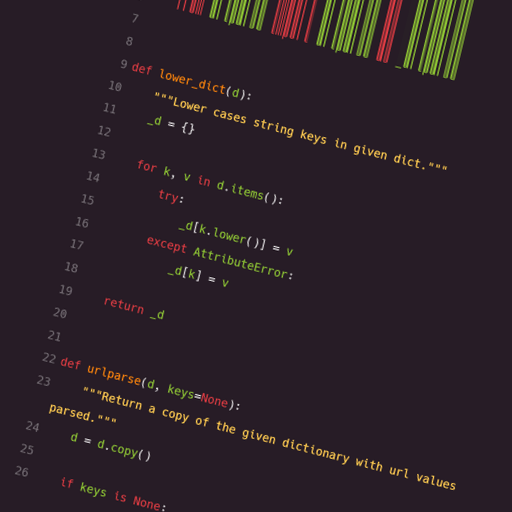 7
8
9 def lower_dict(d):
10 """Lower cases string keys in given dict."""
11 _d = {}
12
13 for k, v in d.items():
14 try:
15 _d[k.lower()] = v
16 except AttributeError:
17 _d[k] = v
18
19 return _d
20
21
22 def urlparse(d, keys=None):
23 """Return a copy of the given dictionary with url values
parsed."""
24 d = d.copy()
25
26 if keys is None: